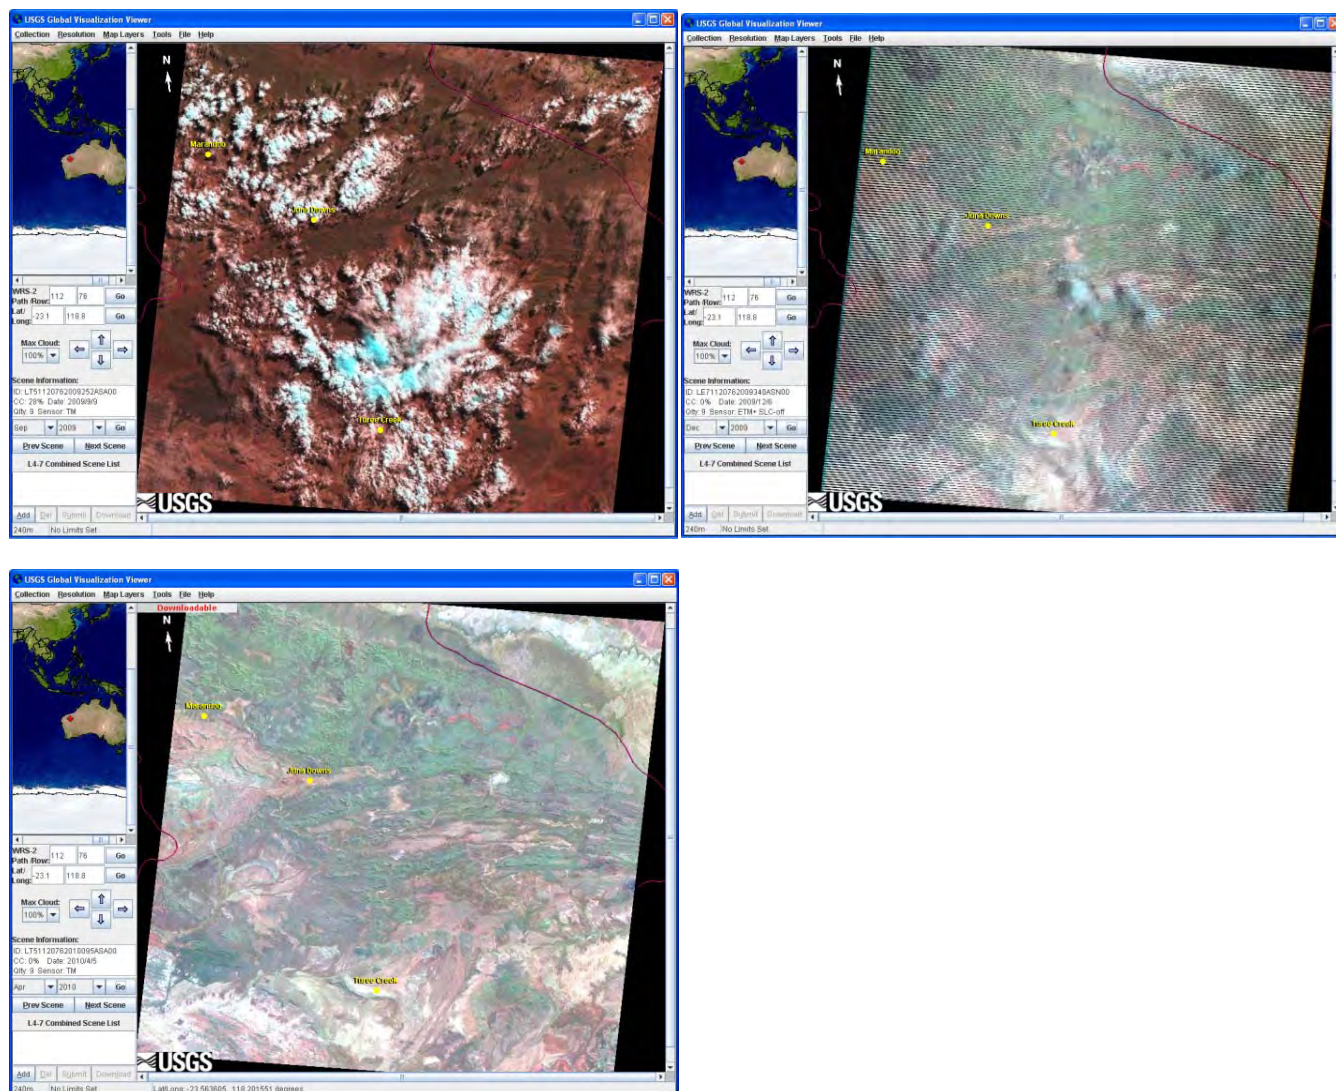 USGS Global Visualization Viewer
Collection Resolution Map Layers Tools File Help
N
Marandoo
Juna Downs
Three Creek
WRS-2
Path/Row: 112 76 Go
Lat/
Long: -23.1 118.8 Go
Max Cloud:
100%
Scene Information:
ID: LT51120762009252ASA00
CC: 28% Date: 2009/9/9
Qlty: 9 Sensor: TM
Sep 2009 Go
Prev Scene Next Scene
L4-7 Combined Scene List
Add Del Submit Download
USGS
240m No Limits Set
USGS Global Visualization Viewer
Collection Resolution Map Layers Tools File Help
N
Marandoo
Juna Downs
Three Creek
WRS-2
Path/Row: 112 76 Go
Lat/
Long: -23.1 118.8 Go
Max Cloud:
100%
Scene Information:
ID: LE71120762009340ASN00
CC: 0% Date: 2009/12/6
Qlty: 9 Sensor: ETM+ SLC-off
Dec 2009 Go
Prev Scene Next Scene
L4-7 Combined Scene List
Add Del Submit Download
USGS
240m No Limits Set
USGS Global Visualization Viewer
Collection Resolution Map Layers Tools File Help
Downloadable
N
Marandoo
Juna Downs
Three Creek
WRS-2
Path/Row: 112 76 Go
Lat/
Long: -23.1 118.8 Go
Max Cloud:
100%
Scene Information:
ID: LT51120762010095ASA00
CC: 0% Date: 2010/4/5
Qlty: 9 Sensor: TM
Apr 2010 Go
Prev Scene Next Scene
L4-7 Combined Scene List
Add Del Submit Download
USGS
240m No Limits Set Lat/Long: -23.563605, 118.201551 degrees